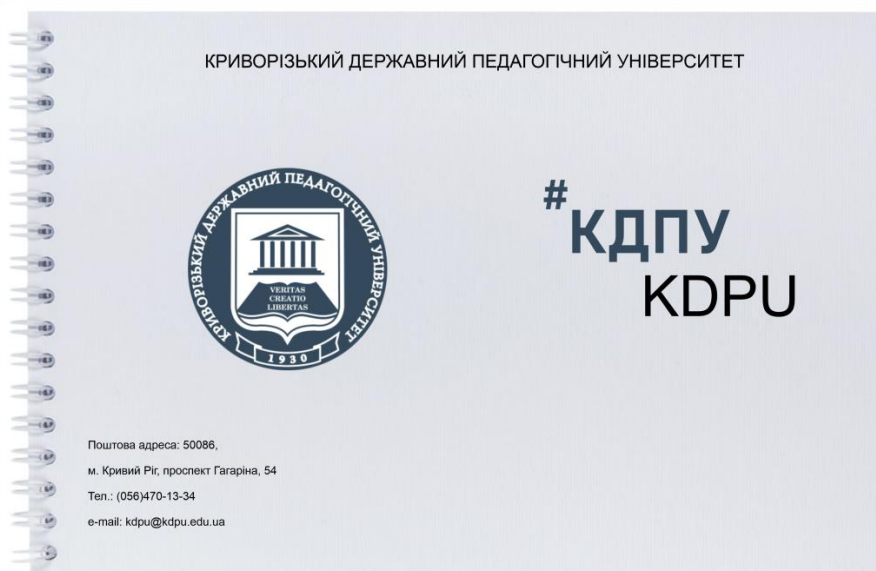 КРИВОРІЗЬКИЙ ДЕРЖАВНИЙ ПЕДАГОГІЧНИЙ УНІВЕРСИТЕТ
КРИВОРІЗЬКИЙ ДЕРЖАВНИЙ ПЕДАГОГІЧНИЙ УНІВЕРСИТЕТ
VERITAS
CREATIO
LIBERTAS
1930
#КДПУ
KDPU
Поштова адреса: 50086,
м. Кривий Ріг, проспект Гагаріна, 54
Тел.: (056)470-13-34
e-mail: kdpu@kdpu.edu.ua